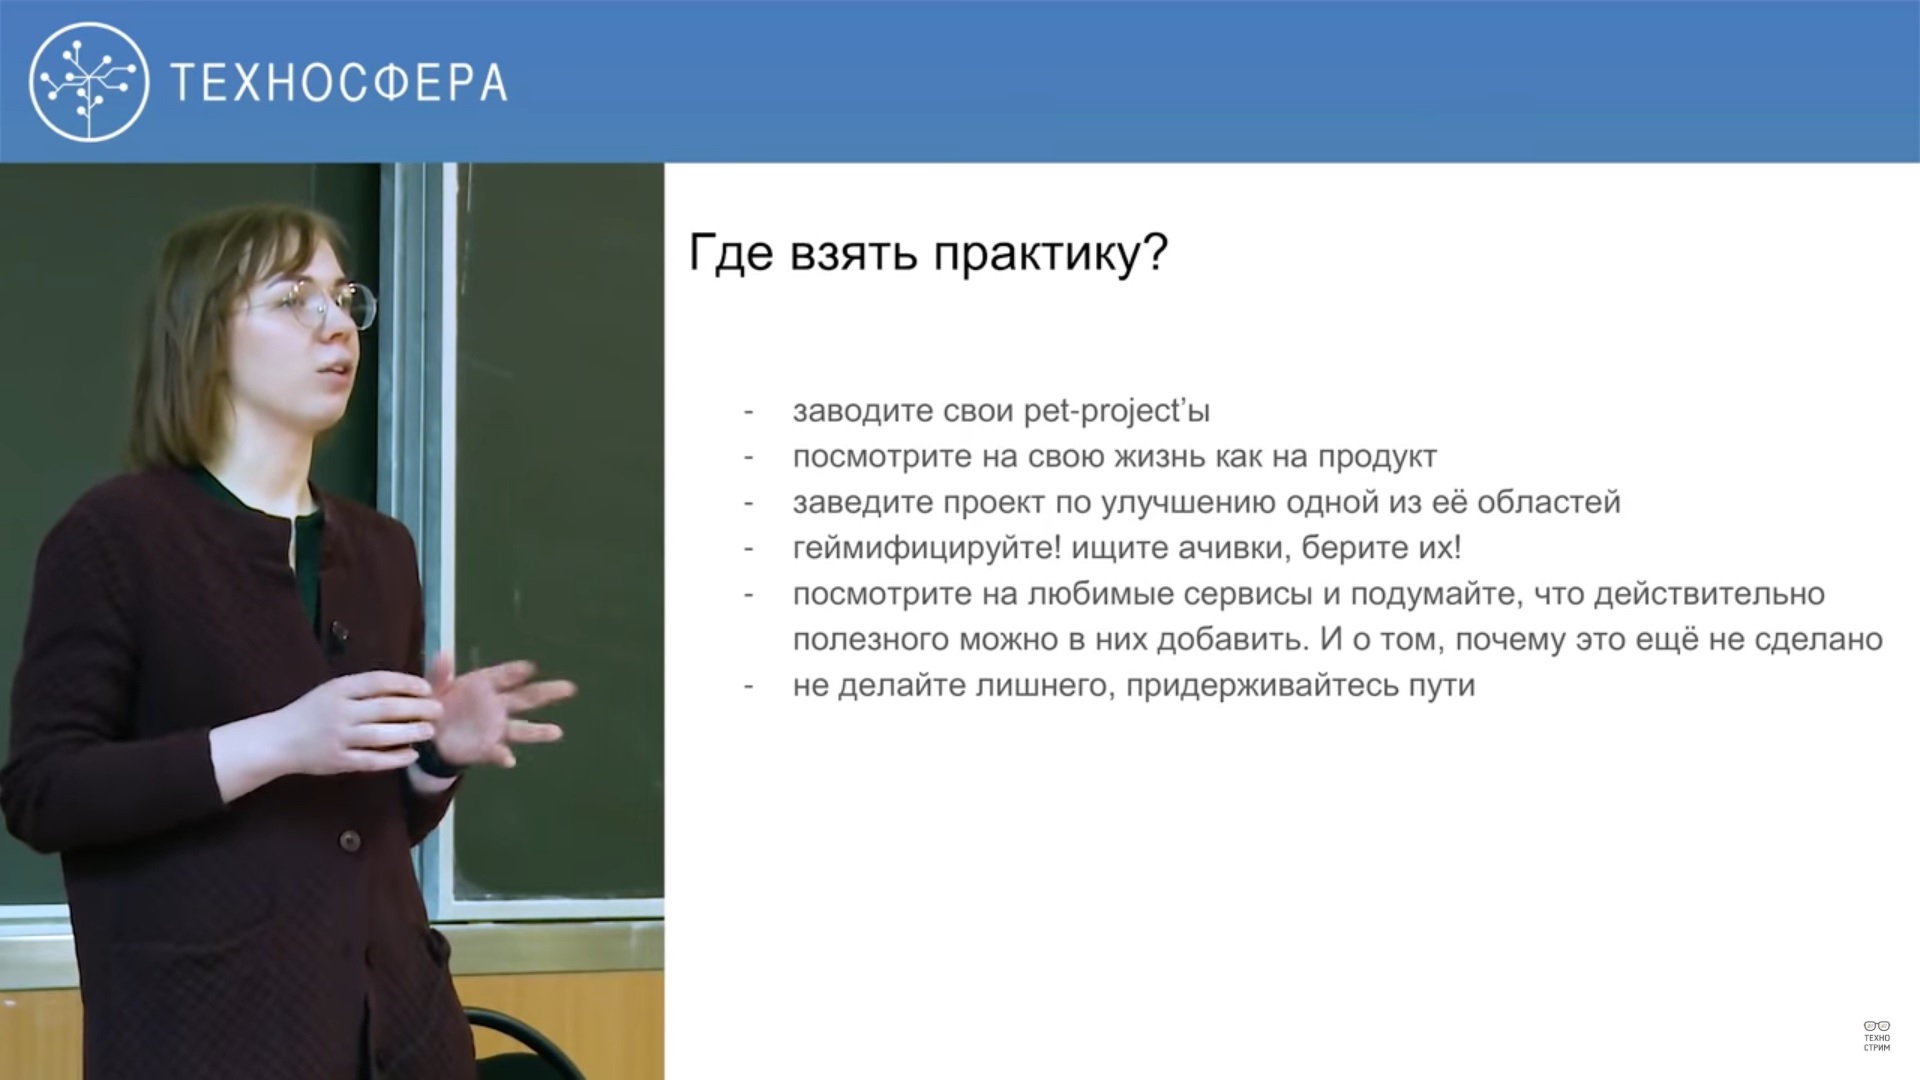 ТЕХНОСФЕРА
Где взять практику?
- заводите свои pet-project’ы
- посмотрите на свою жизнь как на продукт
- заведите проект по улучшению одной из её областей
- геймифицируйте! ищите ачивки, берите их!
- посмотрите на любимые сервисы и подумайте, что действительно
полезного можно в них добавить. И о том, почему это ещё не сделано
- не делайте лишнего, придерживайтесь пути
ТЕХНО
СТРИМ